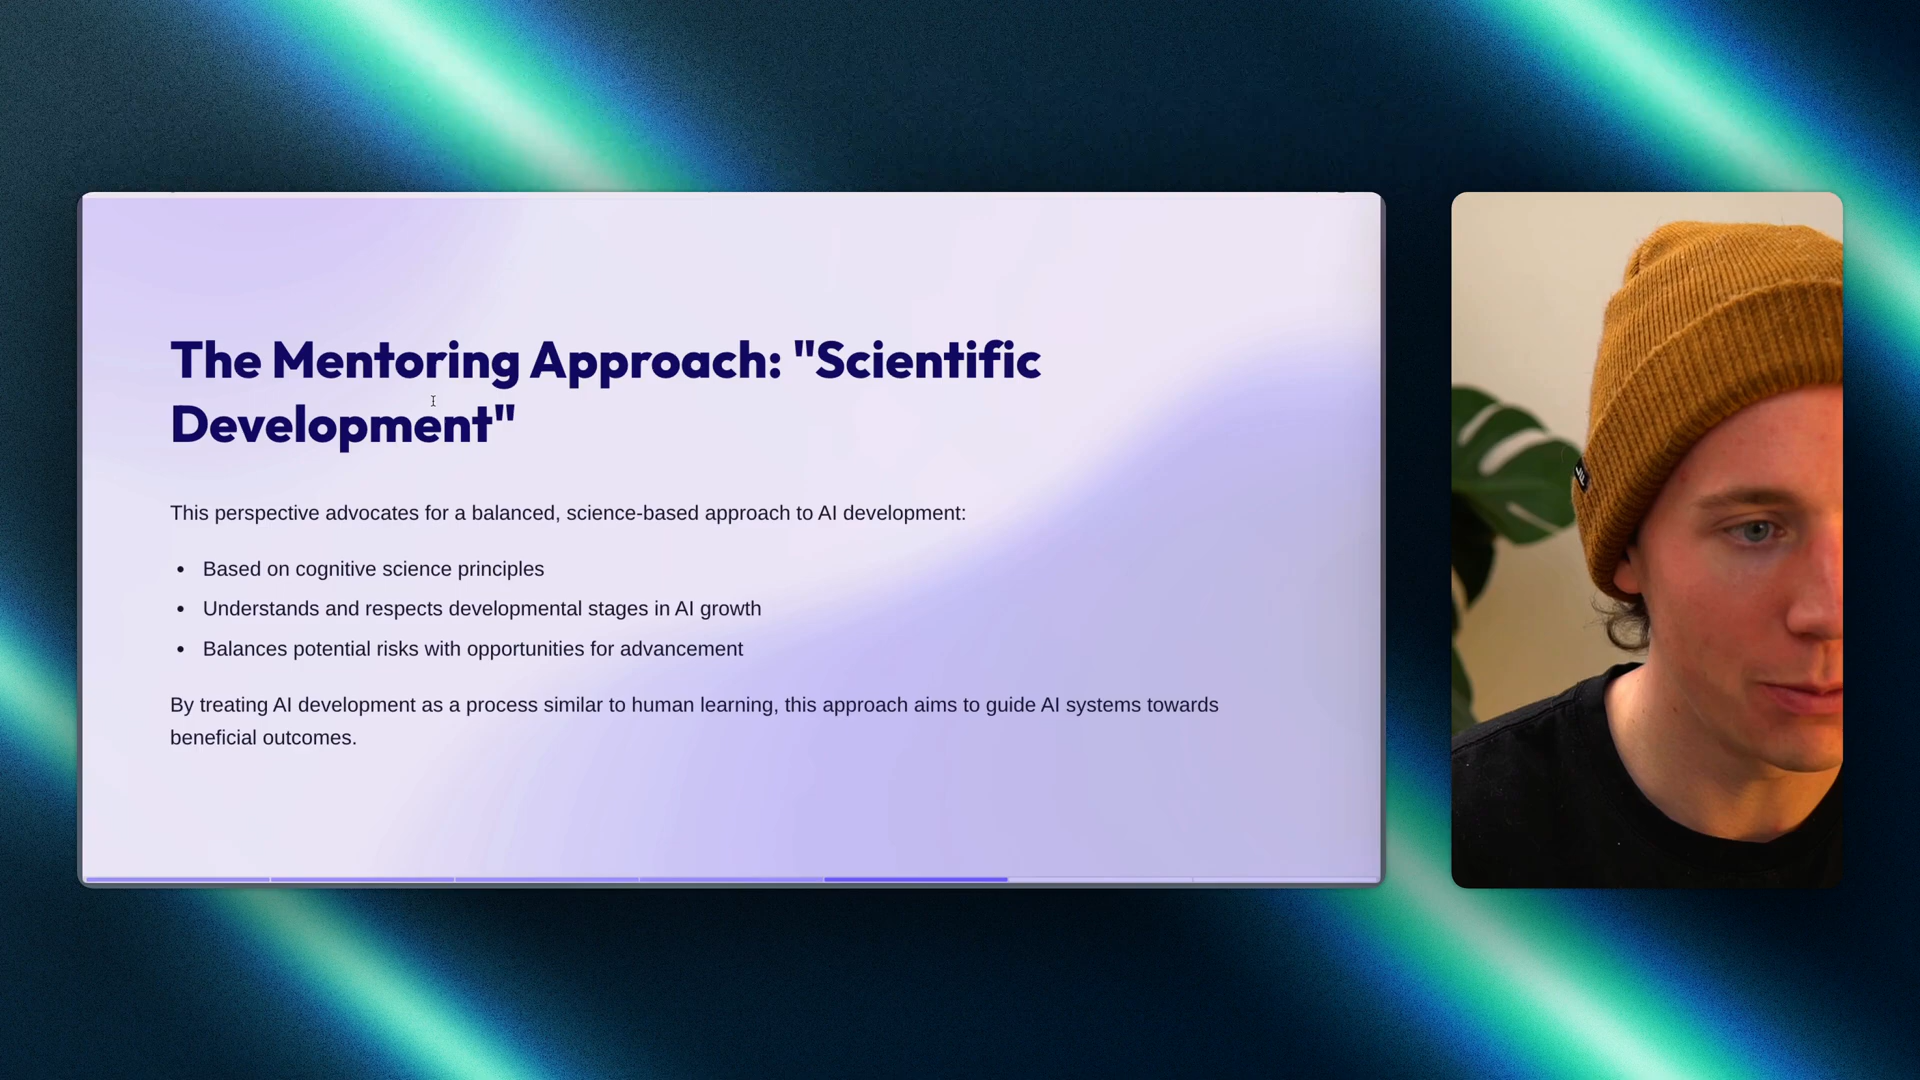 The Mentoring Approach: "Scientific
Development"
This perspective advocates for a balanced, science-based approach to AI development:
• Based on cognitive science principles
• Understands and respects developmental stages in AI growth
• Balances potential risks with opportunities for advancement
By treating AI development as a process similar to human learning, this approach aims to guide AI systems towards
beneficial outcomes.